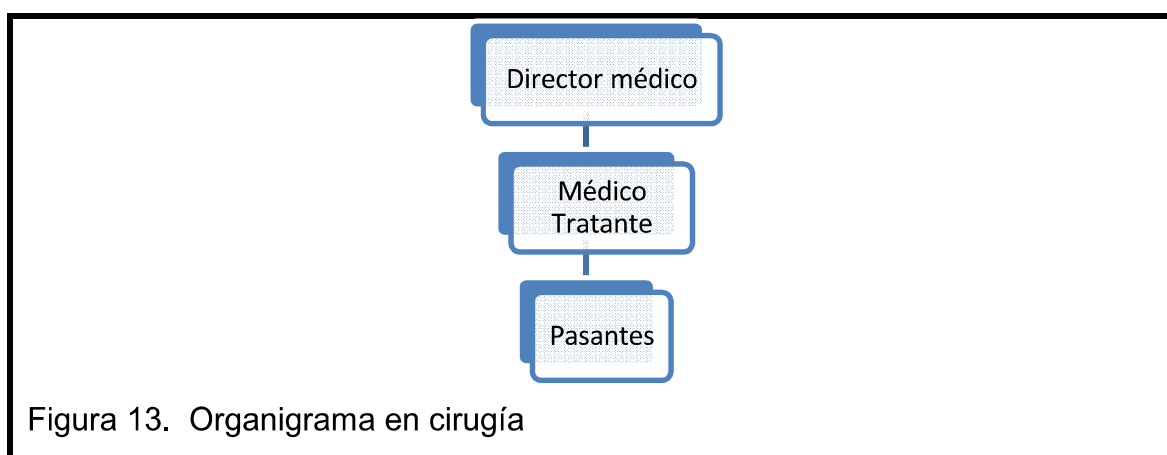 Director médico
Médico
Tratante
Pasantes
Figura 13. Organigrama en cirugía